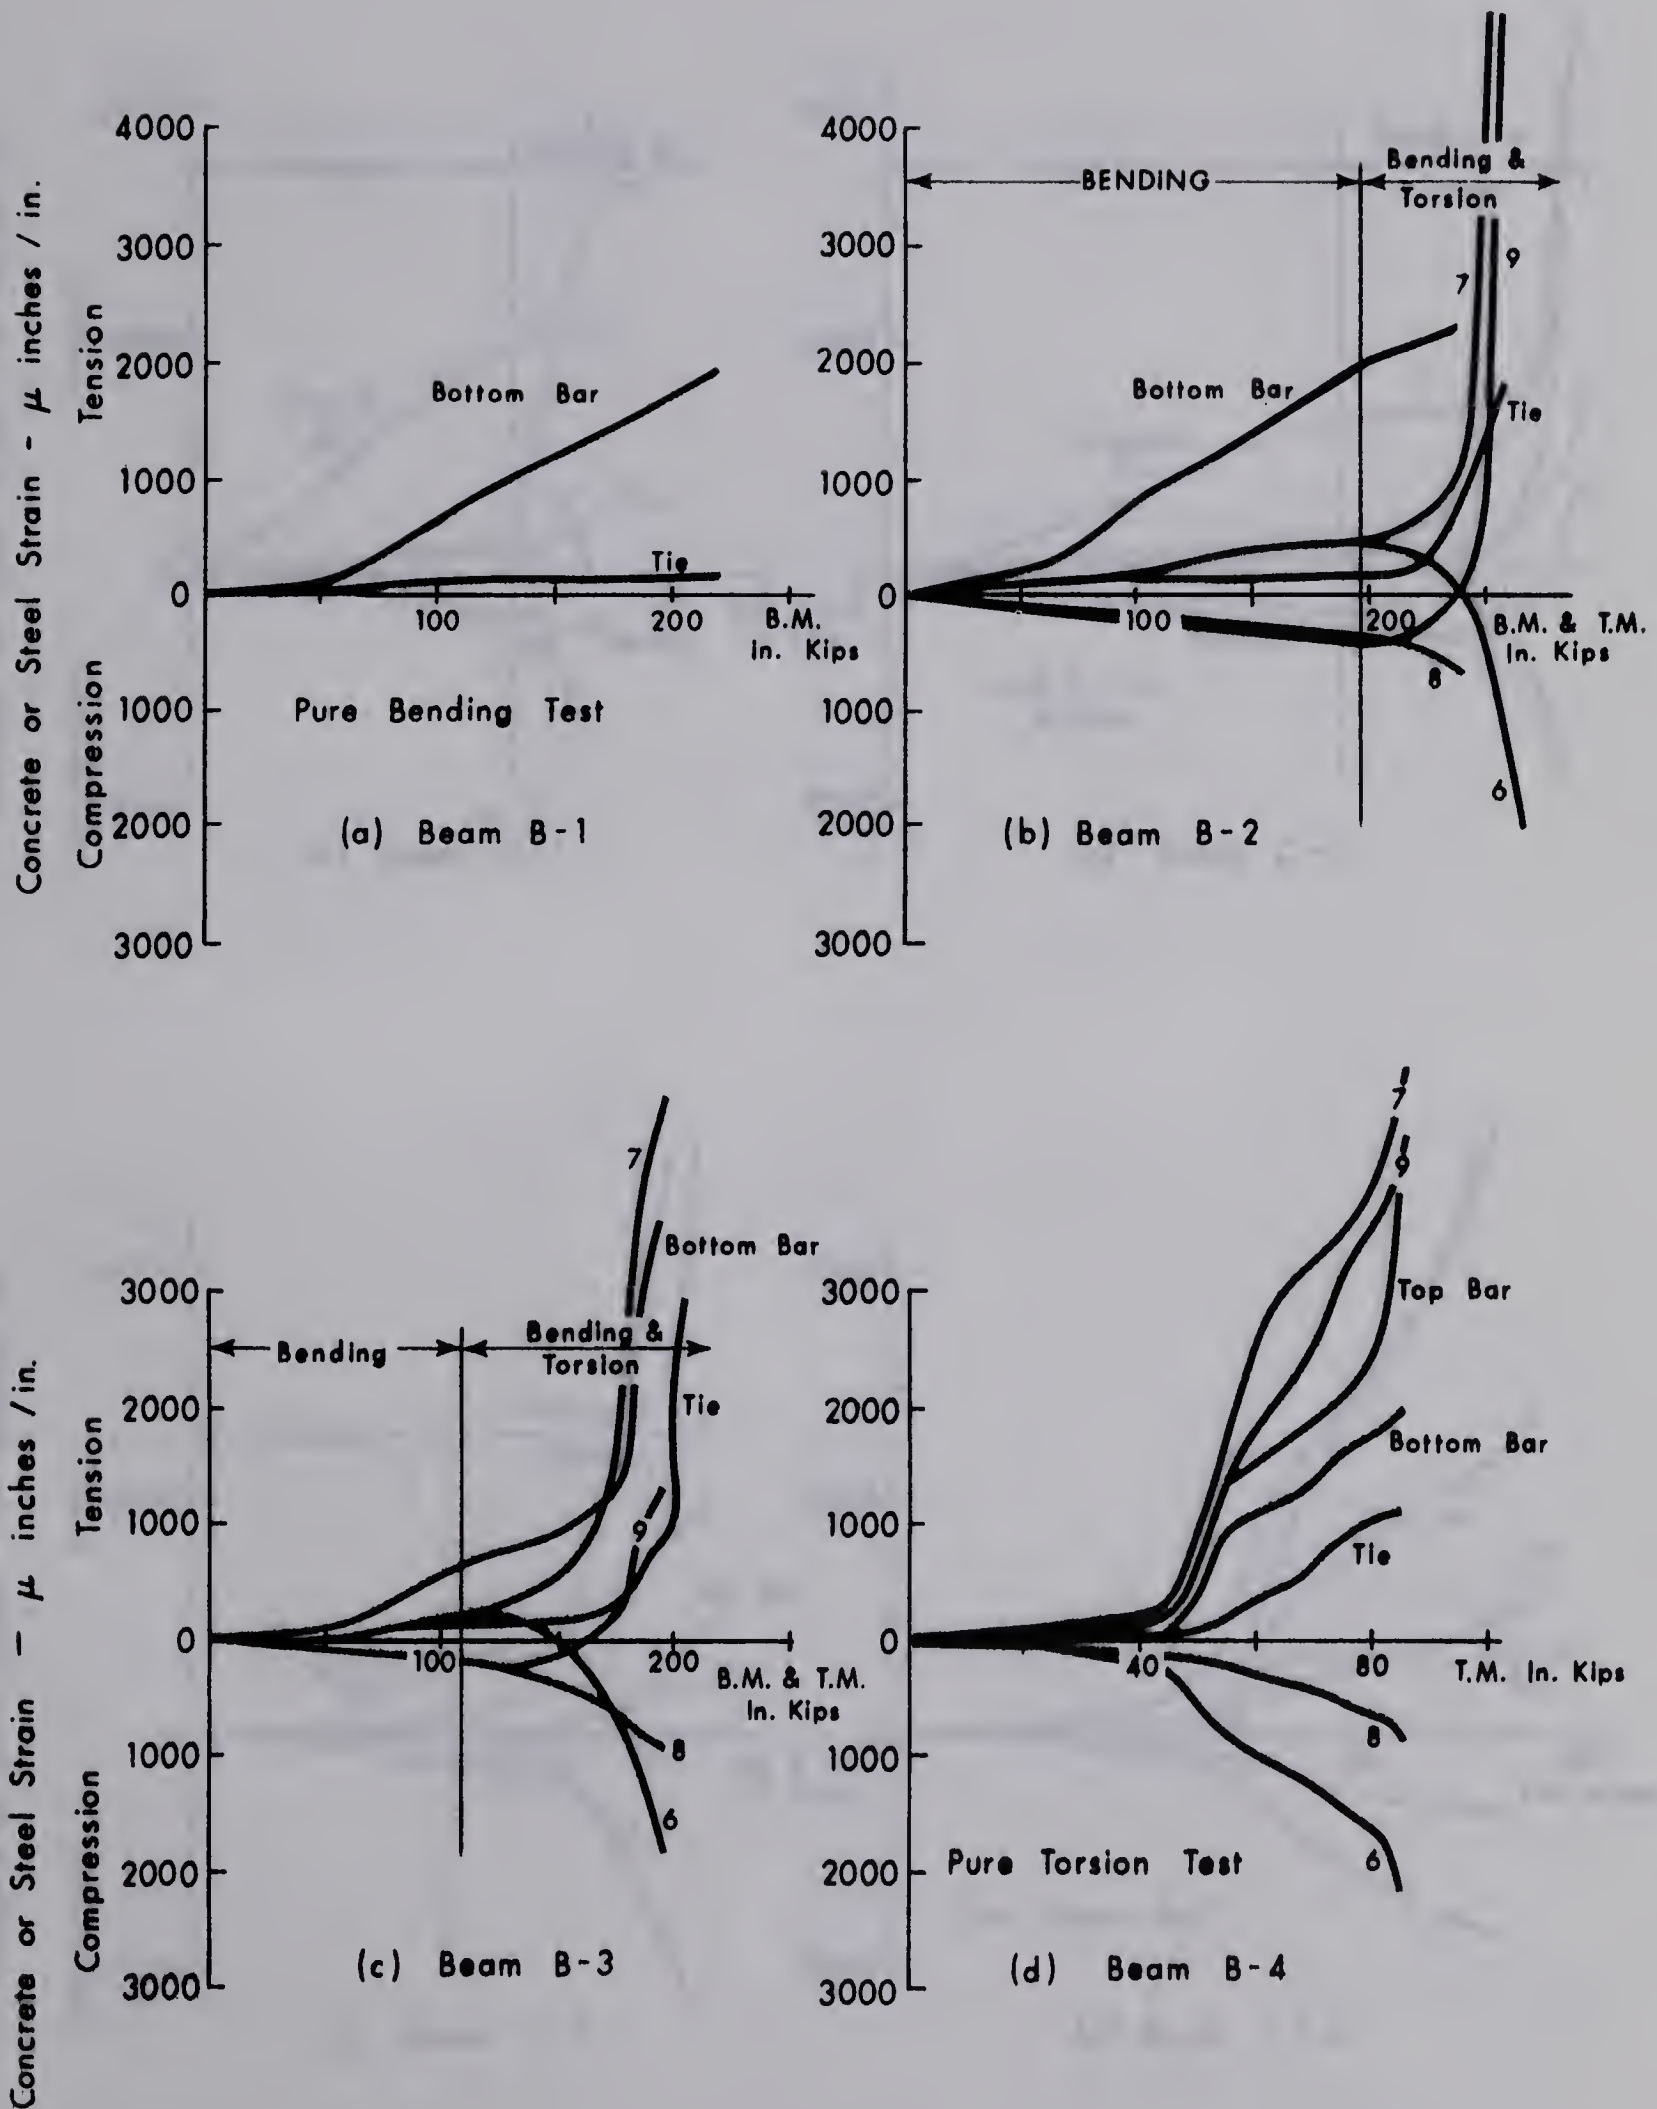 Concrete or Steel Strain - μ inches / in.
Compression Tension
4000
3000
2000
1000
0
1000
2000
3000
Bottom Bar
Tie
100 200 B.M.
in. Kips
Pure Bending Test
(a) Beam B-1
4000
3000
2000
1000
0
1000
2000
3000
BENDING
Bending &
Torsion
7
9
Bottom Bar
Tie
100 200 B.M. & T.M.
In. Kips
8
6
(b) Beam B-2
Concrete or Steel Strain - μ inches / in.
Compression Tension
3000
2000
1000
0
1000
2000
3000
7
Bottom Bar
Bending
Bending &
Torsion
Tie
9
100 200 B.M. & T.M.
In. Kips
8
6
(c) Beam B-3
3000
2000
1000
0
1000
2000
3000
7
9
Top Bar
Bottom Bar
Tie
40 80 T.M. In. Kips
8
6
Pure Torsion Test
(d) Beam B-4